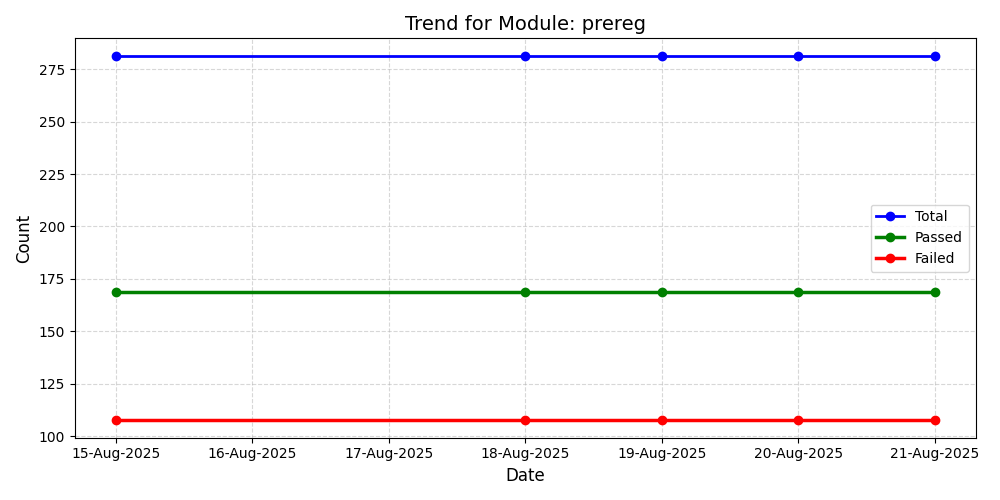 Trend for Module: prereg
Count
275
250
225
200
175
150
125
100
Total
Passed
Failed
15-Aug-2025 16-Aug-2025 17-Aug-2025 18-Aug-2025 19-Aug-2025 20-Aug-2025 21-Aug-2025
Date